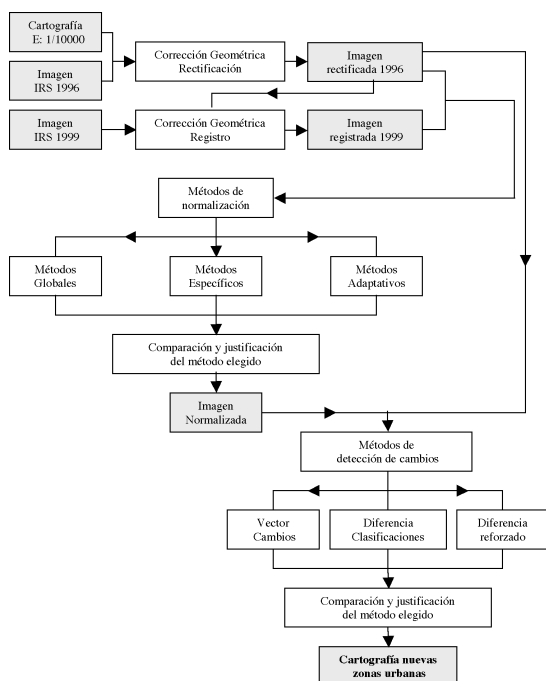 Cartografía
E: 1/10000
Imagen
IRS 1996
Corrección Geométrica
Rectificación
Imagen
rectificada 1996
Imagen
IRS 1999
Corrección Geométrica
Registro
Imagen
registrada 1999
Métodos de
normalización
Métodos
Globales
Métodos
Específicos
Métodos
Adaptativos
Comparación y justificación
del método elegido
Imagen
Normalizada
Métodos de
detección de cambios
Vector
Cambios
Diferencia
Clasificaciones
Diferencia
reforzado
Comparación y justificación
del método elegido
Cartografía nuevas
zonas urbanas